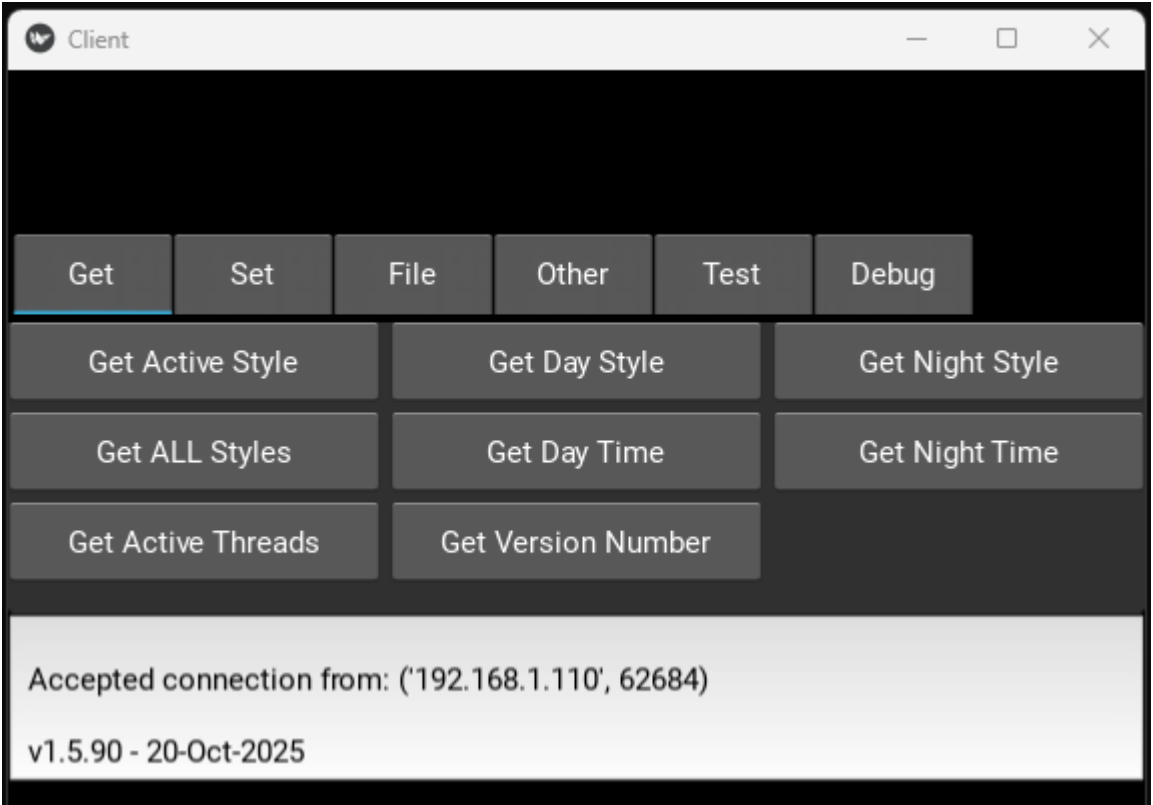 Client
Get Set File Other Test Debug
Get Active Style Get Day Style Get Night Style
Get ALL Styles Get Day Time Get Night Time
Get Active Threads Get Version Number
Accepted connection from: ('192.168.1.110', 62684)
v1.5.90 - 20-Oct-2025